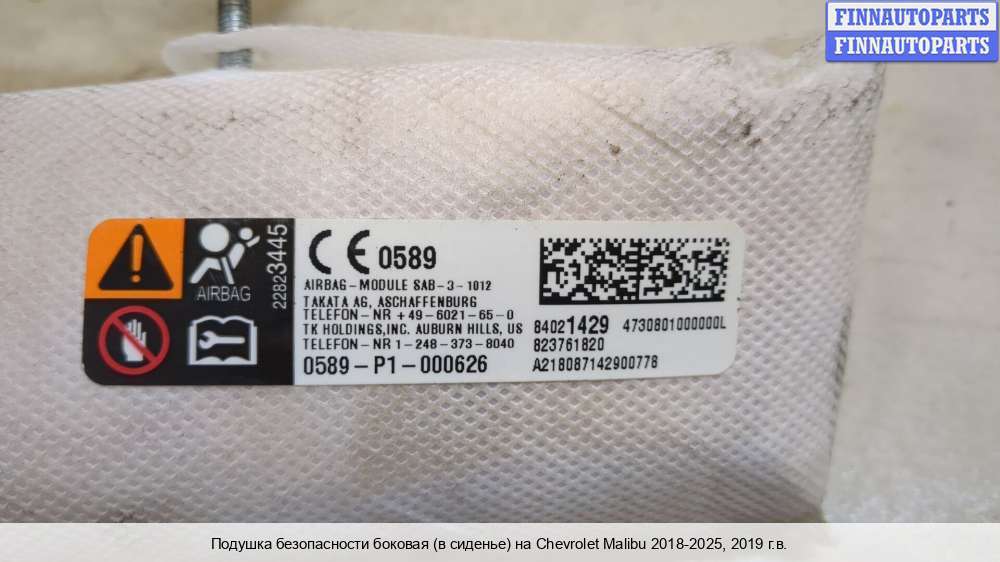 FINNAUTOPARTS
FINNAUTOPARTS
AIRBAG
22823445
CE 0589
AIRBAG-MODULE SAB-3-1012
TAKATA AG, ASCHAFFENBURG
TELEFON-NR +49-6021-65-0
TK HOLDINGS,INC. AUBURN HILLS, US
TELEFON-NR 1-248-373-8040
0589-P1-000626
84021429 4730801000000L
823761820
A218087142900778
Подушка безопасности боковая (в сиденье) на Chevrolet Malibu 2018-2025, 2019 г.в.